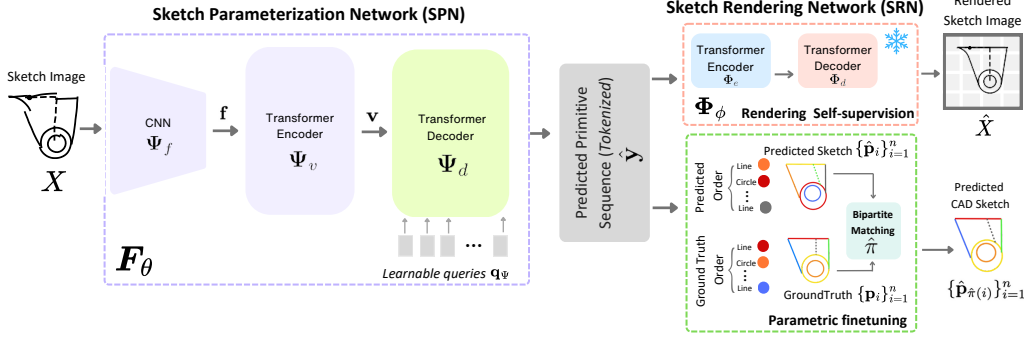 Sketch Parameterization Network (SPN)
Sketch Image
X
CNN
Ψ_f
f
Transformer
Encoder
Ψ_v
v
Transformer
Decoder
Ψ_d
...
Learnable queries q_Ψ
F_θ
Predicted Primitive
Sequence (Tokenized)
ŷ
Sketch Rendering Network (SRN)
Transformer
Encoder
Φ_e
Transformer
Decoder
Φ_d
Φ_ϕ
Rendering Self-supervision
Rendered
Sketch Image
X̂
Predicted Sketch {p̂_i}_{i=1}^n
Predicted
Order
Line
Circle
...
Line
Ground Truth
Order
Line
Circle
...
Line
GroundTruth {p_i}_{i=1}^n
Bipartite
Matching
π̂
Parametric finetuning
Predicted
CAD Sketch
{p̂_{π̂(i)}}_{i=1}^n